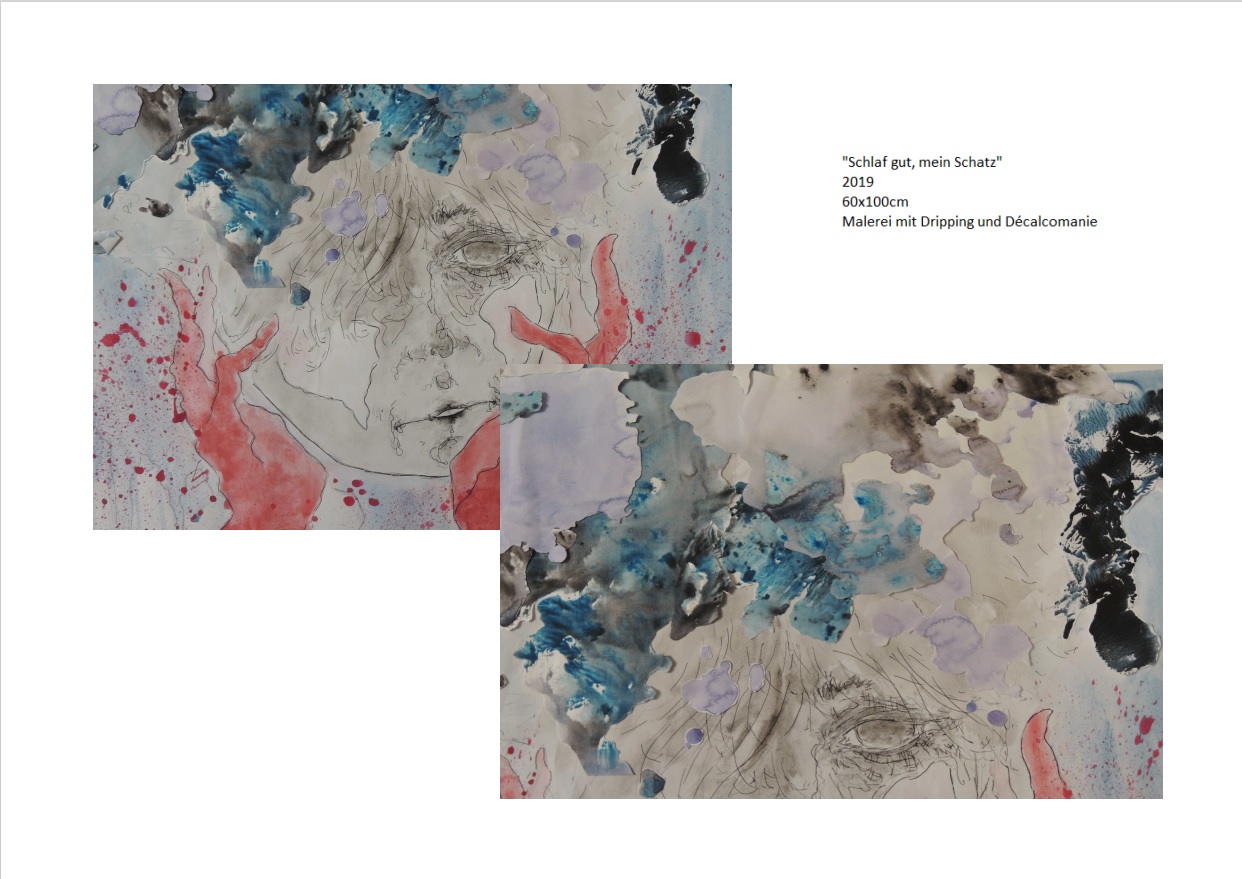 "Schlaf gut, mein Schatz"
2019
60x100cm
Malerei mit Dripping und Décalcomanie